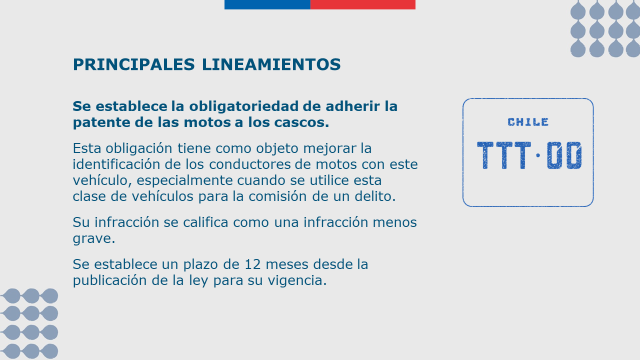 PRINCIPALES LINEAMIENTOS
Se establece la obligatoriedad de adherir la
patente de las motos a los cascos.
Esta obligación tiene como objeto mejorar la
identificación de los conductores de motos con este
vehículo, especialmente cuando se utilice esta
clase de vehículos para la comisión de un delito.
Su infracción se califica como una infracción menos
grave.
Se establece un plazo de 12 meses desde la
publicación de la ley para su vigencia.
CHILE
TTT·00